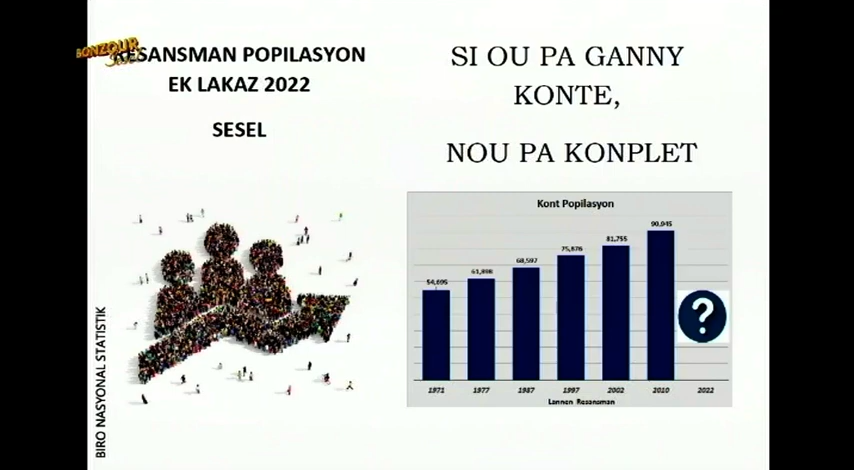 BONZOUR
Sesel
RESANSMAN POPILASYON
EK LAKAZ 2022
SESEL
BIRO NASYONAL STATISTIK
SI OU PA GANNY
KONTE,
NOU PA KONPLET
Kont Popilasyon
54,695 61,898 68,597 75,876 81,755 90,945
?
1971 1977 1987 1997 2002 2010 2022
Lannen Resansman